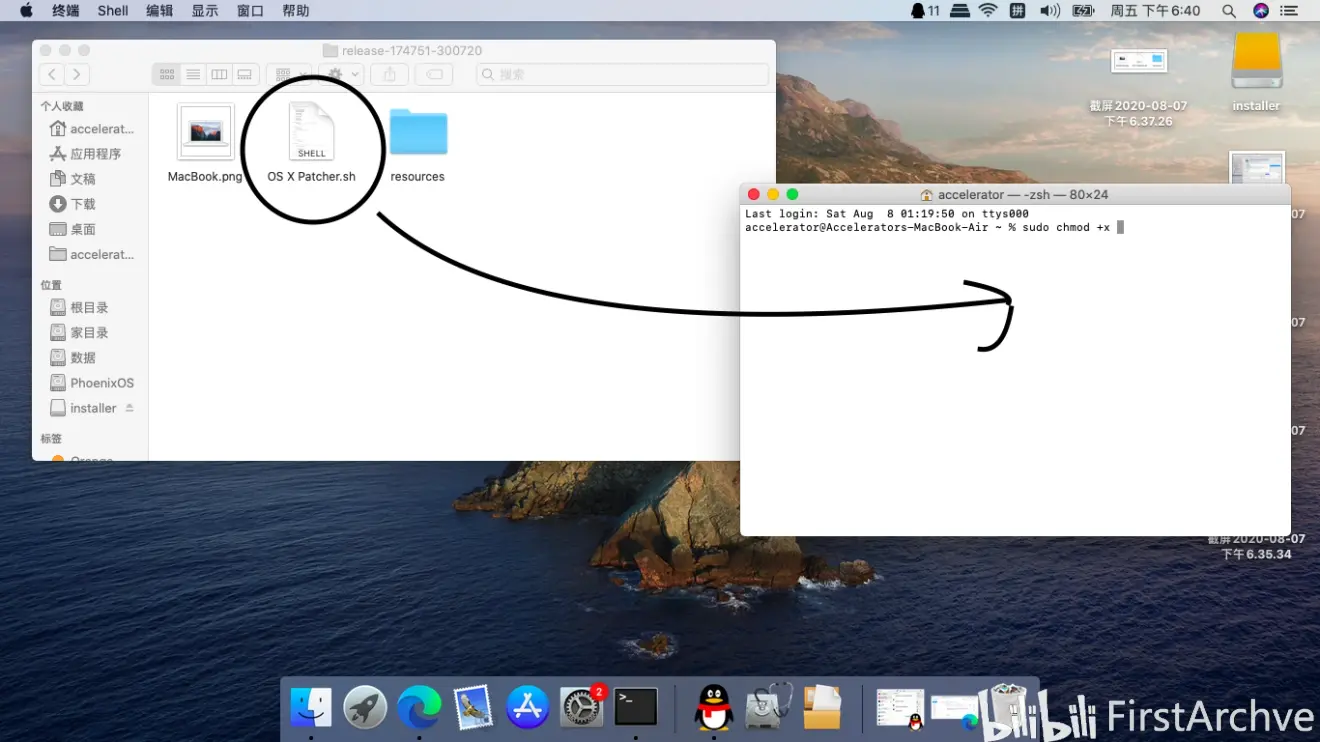 终端 Shell 编辑 显示 窗口 帮助
11 拼 周五 下午6:40
release-174751-300720
搜索
个人收藏
accelerat...
应用程序
文稿
下载
桌面
accelerat...
位置
根目录
家目录
数据
PhoenixOS
installer
标签
Orange
SHELL
MacBook.png
OS X Patcher.sh
resources
截屏2020-08-07
下午6.37.26
installer
accelerator — -zsh — 80×24
Last login: Sat Aug  8 01:19:50 on ttys000
accelerator@Accelerators-MacBook-Air ~ % sudo chmod +x
07
07
07
截屏2020-08-07
下午6.35.34
2
>_
bilibili FirstArchve